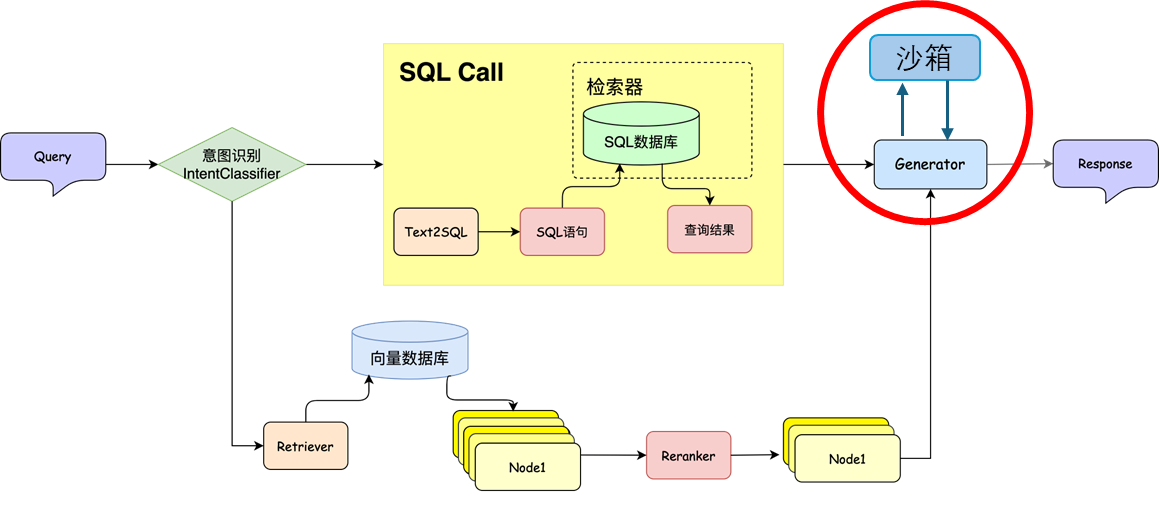 SQL Call
检索器
SQL数据库
沙箱
Query
意图识别
IntentClassifier
Generator
Response
Text2SQL
SQL语句
查询结果
向量数据库
Retriever
Node1
Reranker
Node1